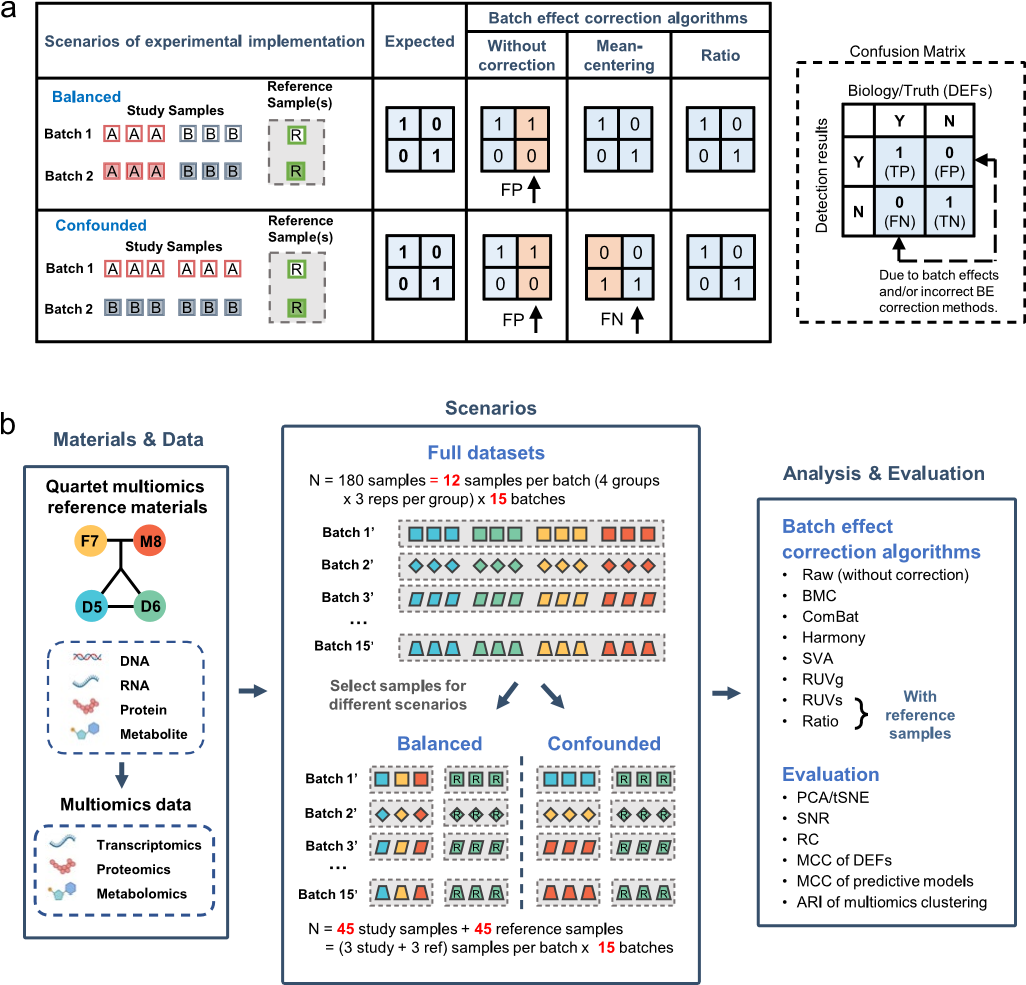 a
Scenarios of experimental implementation
Expected
Batch effect correction algorithms
Without
correction
Mean-
centering
Ratio
Balanced
Study Samples
Reference
Sample(s)
Batch 1
A A A B B B
R
Batch 2
A A A B B B
R
1 0
0 1
1 1
0 0
FP
1 0
0 1
1 0
0 1
Confounded
Study Samples
Reference
Sample(s)
Batch 1
A A A A A A
R
Batch 2
B B B B B B
R
1 0
0 1
1 1
0 0
FP
0 0
1 1
FN
1 0
0 1
Confusion Matrix
Biology/Truth (DEFs)
Detection results
Y N
Y
1
(TP)
0
(FP)
N
0
(FN)
1
(TN)
Due to batch effects
and/or incorrect BE
correction methods.
b
Materials & Data
Quartet multiomics
reference materials
F7
M8
D5
D6
DNA
RNA
Protein
Metabolite
Multiomics data
Transcriptomics
Proteomics
Metabolomics
Scenarios
Full datasets
N = 180 samples = 12 samples per batch (4 groups
x 3 reps per group) x 15 batches
Batch 1'
Batch 2'
Batch 3'
...
Batch 15'
Select samples for
different scenarios
Balanced
Confounded
Batch 1'
R R R
R R R
Batch 2'
R R R
R R R
Batch 3'
R R R
R R R
...
Batch 15'
R R R
R R R
N = 45 study samples + 45 reference samples
= (3 study + 3 ref) samples per batch x 15 batches
Analysis & Evaluation
Batch effect
correction algorithms
• Raw (without correction)
• BMC
• ComBat
• Harmony
• SVA
• RUVg
• RUVs
• Ratio
With
reference
samples
Evaluation
• PCA/tSNE
• SNR
• RC
• MCC of DEFs
• MCC of predictive models
• ARI of multiomics clustering